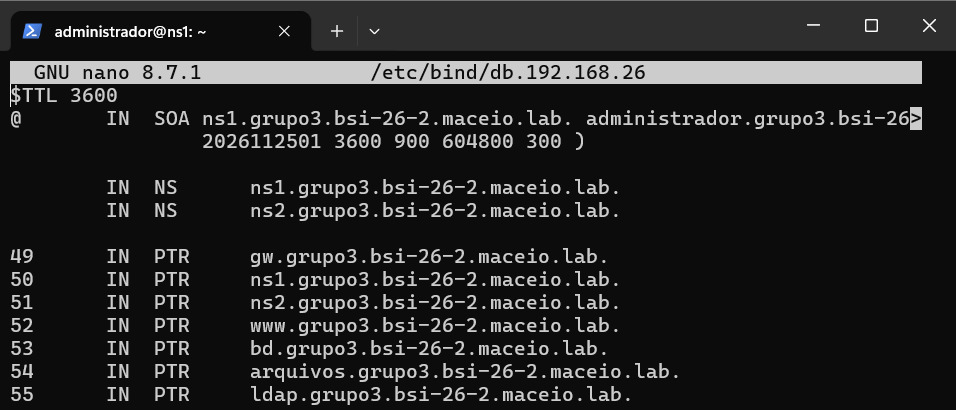 administrador@ns1: ~
GNU nano 8.7.1 /etc/bind/db.192.168.26
$TTL 3600
@ IN SOA ns1.grupo3.bsi-26-2.maceio.lab. administrador.grupo3.bsi-26>
2026112501 3600 900 604800 300 )
IN NS ns1.grupo3.bsi-26-2.maceio.lab.
IN NS ns2.grupo3.bsi-26-2.maceio.lab.
49 IN PTR gw.grupo3.bsi-26-2.maceio.lab.
50 IN PTR ns1.grupo3.bsi-26-2.maceio.lab.
51 IN PTR ns2.grupo3.bsi-26-2.maceio.lab.
52 IN PTR www.grupo3.bsi-26-2.maceio.lab.
53 IN PTR bd.grupo3.bsi-26-2.maceio.lab.
54 IN PTR arquivos.grupo3.bsi-26-2.maceio.lab.
55 IN PTR ldap.grupo3.bsi-26-2.maceio.lab.